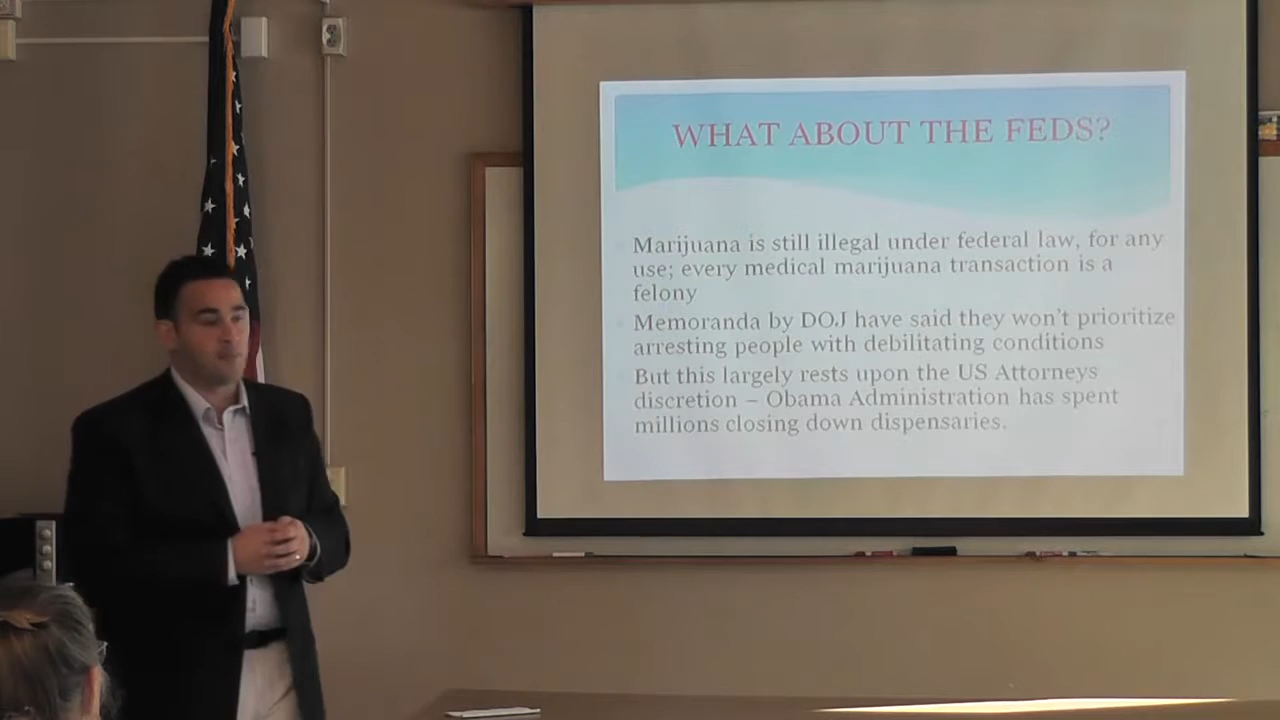 WHAT ABOUT THE FEDS?
Marijuana is still illegal under federal law, for any
use; every medical marijuana transaction is a
felony
Memoranda by DOJ have said they won't prioritize
arresting people with debilitating conditions
But this largely rests upon the US Attorneys
discretion – Obama Administration has spent
millions closing down dispensaries.